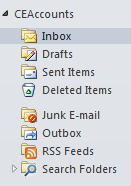 CEAccounts
Inbox
Drafts
Sent Items
Deleted Items
Junk E-mail
Outbox
RSS Feeds
Search Folders